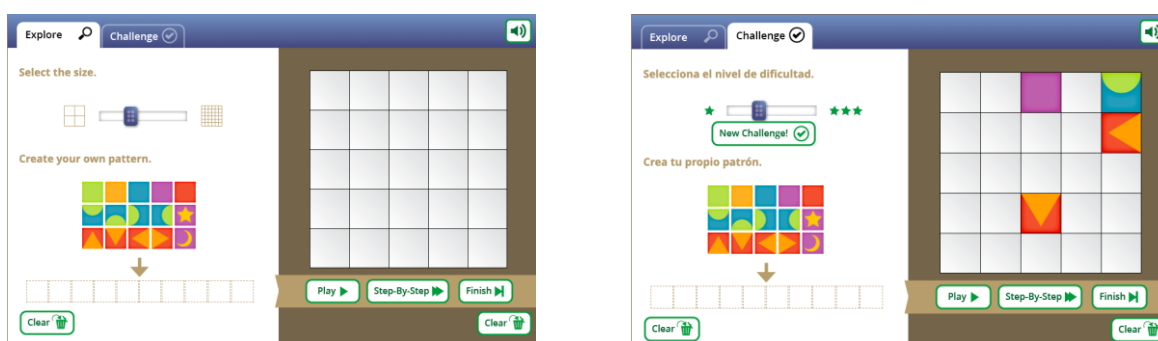 Explore
Challenge
Select the size.
Create your own pattern.
Play
Step-By-Step
Finish
Clear
Clear
Explore
Challenge
Selecciona el nivel de dificultad.
New Challenge!
Crea tu propio patrón.
Play
Step-By-Step
Finish
Clear
Clear